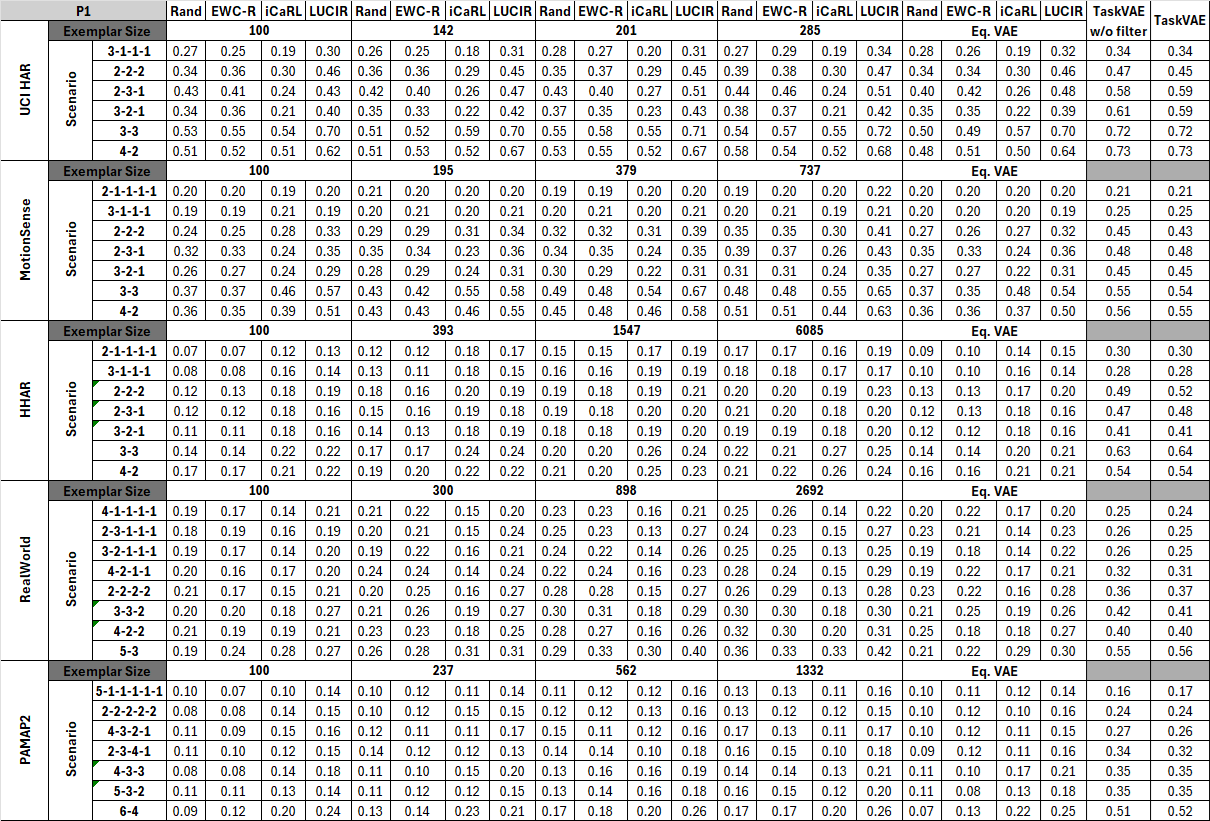 P1 Rand EWC-R iCaRL LUCIR Rand EWC-R iCaRL LUCIR Rand EWC-R iCaRL LUCIR Rand EWC-R iCaRL LUCIR Rand EWC-R iCaRL LUCIR TaskVAE w/o filter TaskVAE
UCI HAR
Exemplar Size 100 142 201 285 Eq. VAE
Scenario
3-1-1-1 0.27 0.25 0.19 0.30 0.26 0.25 0.18 0.31 0.28 0.27 0.20 0.31 0.27 0.29 0.19 0.34 0.28 0.26 0.19 0.32 0.34 0.34
2-2-2 0.34 0.36 0.30 0.46 0.36 0.36 0.29 0.45 0.35 0.37 0.29 0.45 0.39 0.38 0.30 0.47 0.34 0.34 0.30 0.46 0.47 0.45
2-3-1 0.43 0.41 0.24 0.43 0.42 0.40 0.26 0.47 0.43 0.40 0.27 0.51 0.44 0.46 0.24 0.51 0.40 0.42 0.26 0.48 0.58 0.59
3-2-1 0.34 0.36 0.21 0.40 0.35 0.33 0.22 0.42 0.37 0.35 0.23 0.43 0.38 0.37 0.21 0.42 0.35 0.35 0.22 0.39 0.61 0.59
3-3 0.53 0.55 0.54 0.70 0.51 0.52 0.59 0.70 0.55 0.58 0.55 0.71 0.54 0.57 0.55 0.72 0.50 0.49 0.57 0.70 0.72 0.72
4-2 0.51 0.52 0.51 0.62 0.51 0.53 0.52 0.67 0.53 0.55 0.52 0.67 0.58 0.54 0.52 0.68 0.48 0.51 0.50 0.64 0.73 0.73
MotionSense
Exemplar Size 100 195 379 737 Eq. VAE
Scenario
2-1-1-1-1 0.20 0.20 0.19 0.20 0.21 0.20 0.20 0.20 0.19 0.19 0.20 0.20 0.19 0.20 0.20 0.22 0.20 0.20 0.20 0.20 0.21 0.21
3-1-1-1 0.19 0.19 0.21 0.19 0.20 0.21 0.20 0.21 0.20 0.21 0.20 0.21 0.20 0.21 0.19 0.21 0.20 0.20 0.20 0.19 0.25 0.25
2-2-2 0.24 0.25 0.28 0.33 0.29 0.29 0.31 0.34 0.32 0.32 0.31 0.39 0.35 0.35 0.30 0.41 0.27 0.26 0.27 0.32 0.45 0.43
2-3-1 0.32 0.33 0.24 0.35 0.35 0.34 0.23 0.36 0.34 0.35 0.24 0.35 0.39 0.37 0.26 0.43 0.35 0.33 0.24 0.36 0.48 0.48
3-2-1 0.26 0.27 0.24 0.29 0.28 0.29 0.24 0.31 0.30 0.29 0.22 0.31 0.31 0.31 0.24 0.35 0.27 0.27 0.22 0.31 0.45 0.45
3-3 0.37 0.37 0.46 0.57 0.43 0.42 0.55 0.58 0.49 0.48 0.54 0.67 0.48 0.48 0.55 0.65 0.37 0.35 0.48 0.54 0.55 0.54
4-2 0.36 0.35 0.39 0.51 0.43 0.43 0.46 0.55 0.45 0.48 0.46 0.58 0.51 0.51 0.44 0.63 0.36 0.36 0.37 0.50 0.56 0.55
HHAR
Exemplar Size 100 393 1547 6085 Eq. VAE
Scenario
2-1-1-1-1 0.07 0.07 0.12 0.13 0.12 0.12 0.18 0.17 0.15 0.15 0.17 0.19 0.17 0.17 0.16 0.19 0.09 0.10 0.14 0.15 0.30 0.30
3-1-1-1 0.08 0.08 0.16 0.14 0.13 0.11 0.18 0.15 0.16 0.16 0.19 0.19 0.18 0.18 0.17 0.17 0.10 0.10 0.16 0.14 0.28 0.28
2-2-2 0.12 0.13 0.18 0.19 0.18 0.16 0.20 0.19 0.19 0.18 0.19 0.21 0.20 0.20 0.19 0.23 0.13 0.13 0.17 0.20 0.49 0.52
2-3-1 0.12 0.12 0.18 0.16 0.15 0.16 0.19 0.18 0.19 0.18 0.20 0.20 0.21 0.20 0.18 0.20 0.12 0.13 0.18 0.16 0.47 0.48
3-2-1 0.11 0.11 0.18 0.16 0.14 0.13 0.18 0.19 0.18 0.18 0.19 0.20 0.19 0.19 0.18 0.20 0.12 0.12 0.18 0.16 0.41 0.41
3-3 0.14 0.14 0.22 0.22 0.17 0.17 0.24 0.24 0.20 0.20 0.26 0.24 0.22 0.21 0.27 0.25 0.14 0.14 0.20 0.21 0.63 0.64
4-2 0.17 0.17 0.21 0.22 0.19 0.20 0.22 0.22 0.21 0.20 0.25 0.23 0.21 0.22 0.26 0.24 0.16 0.16 0.21 0.21 0.54 0.54
RealWorld
Exemplar Size 100 300 898 2692 Eq. VAE
Scenario
4-1-1-1-1 0.19 0.17 0.14 0.21 0.21 0.22 0.15 0.20 0.23 0.23 0.16 0.21 0.25 0.26 0.14 0.22 0.20 0.22 0.17 0.20 0.25 0.24
2-3-1-1-1 0.18 0.19 0.16 0.19 0.20 0.21 0.15 0.24 0.25 0.23 0.13 0.27 0.24 0.23 0.15 0.27 0.23 0.21 0.14 0.23 0.26 0.25
3-2-1-1-1 0.19 0.17 0.14 0.20 0.19 0.22 0.16 0.21 0.24 0.22 0.14 0.26 0.25 0.25 0.13 0.25 0.19 0.18 0.14 0.22 0.26 0.25
4-2-1-1 0.20 0.16 0.17 0.20 0.24 0.24 0.14 0.24 0.22 0.24 0.16 0.23 0.28 0.24 0.15 0.29 0.19 0.22 0.17 0.21 0.32 0.31
2-2-2-2 0.21 0.17 0.15 0.21 0.20 0.25 0.16 0.27 0.28 0.28 0.15 0.27 0.26 0.29 0.13 0.28 0.23 0.22 0.16 0.28 0.36 0.37
3-3-2 0.20 0.20 0.18 0.27 0.21 0.26 0.19 0.27 0.30 0.31 0.18 0.29 0.30 0.30 0.18 0.30 0.21 0.25 0.19 0.26 0.42 0.41
4-2-2 0.21 0.19 0.19 0.21 0.23 0.23 0.18 0.25 0.28 0.27 0.16 0.26 0.32 0.30 0.20 0.31 0.25 0.18 0.18 0.27 0.40 0.40
5-3 0.19 0.24 0.28 0.27 0.26 0.28 0.31 0.31 0.29 0.33 0.30 0.40 0.36 0.33 0.33 0.42 0.21 0.22 0.29 0.30 0.55 0.56
PAMAP2
Exemplar Size 100 237 562 1332 Eq. VAE
Scenario
5-1-1-1-1-1 0.10 0.07 0.10 0.14 0.10 0.12 0.11 0.14 0.11 0.12 0.12 0.16 0.13 0.13 0.11 0.16 0.10 0.11 0.12 0.14 0.16 0.17
2-2-2-2-2 0.08 0.08 0.14 0.15 0.10 0.12 0.15 0.15 0.12 0.12 0.13 0.16 0.13 0.12 0.12 0.15 0.10 0.12 0.10 0.16 0.24 0.24
4-3-2-1 0.11 0.09 0.15 0.16 0.12 0.11 0.11 0.17 0.15 0.11 0.12 0.16 0.17 0.13 0.11 0.17 0.10 0.12 0.11 0.15 0.27 0.26
2-3-4-1 0.11 0.10 0.12 0.15 0.14 0.12 0.12 0.13 0.14 0.14 0.10 0.18 0.16 0.15 0.10 0.18 0.09 0.12 0.11 0.16 0.34 0.32
4-3-3 0.08 0.08 0.14 0.18 0.11 0.10 0.15 0.20 0.13 0.16 0.16 0.19 0.14 0.14 0.13 0.21 0.11 0.10 0.17 0.21 0.35 0.35
5-3-2 0.11 0.11 0.13 0.14 0.11 0.12 0.12 0.15 0.13 0.14 0.16 0.18 0.16 0.15 0.12 0.20 0.11 0.08 0.13 0.18 0.35 0.35
6-4 0.09 0.12 0.20 0.24 0.13 0.14 0.23 0.21 0.17 0.18 0.20 0.26 0.17 0.17 0.20 0.26 0.07 0.13 0.22 0.25 0.51 0.52